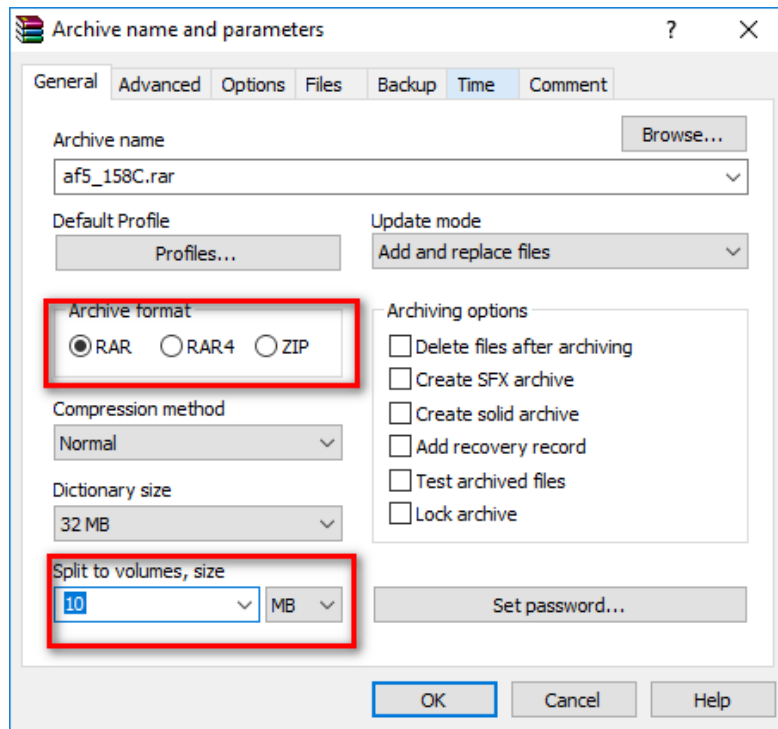 Archive name and parameters
?
General Advanced Options Files Backup Time Comment
Archive name
Browse...
af5_158C.rar
Default Profile
Update mode
Profiles...
Add and replace files
Archive format
Archiving options
RAR RAR4 ZIP
Delete files after archiving
Create SFX archive
Compression method
Create solid archive
Normal
Add recovery record
Test archived files
Dictionary size
Lock archive
32 MB
Split to volumes, size
10 MB
Set password...
OK Cancel Help